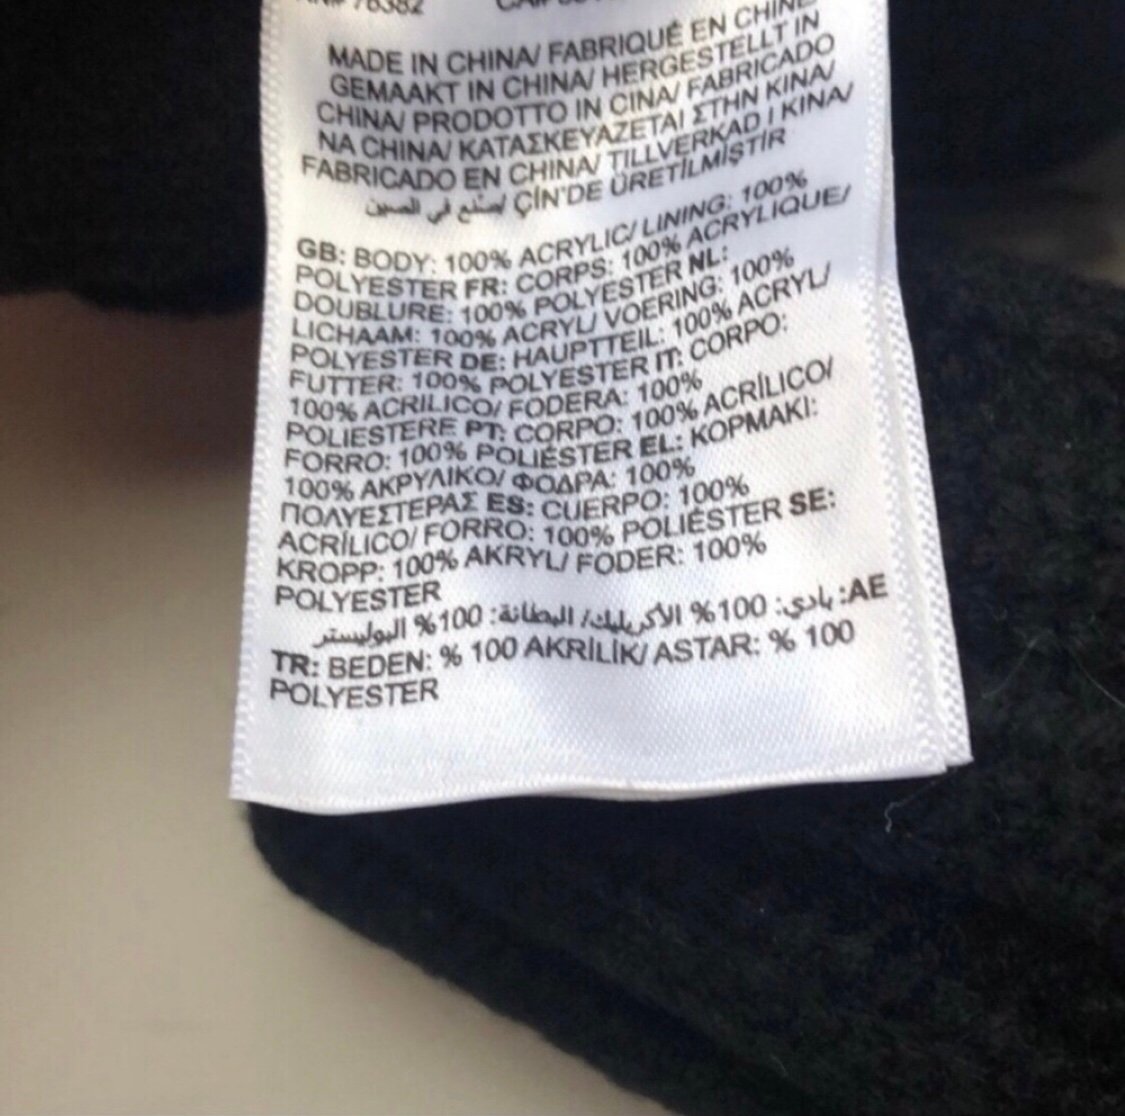 MADE IN CHINA/ FABRIQUÉ EN CHINE
GEMAAKT IN CHINA/ HERGESTELLT IN
CHINA/ PRODOTTO IN CINA/ FABRICADO
NA CHINA/ ΚΑΤΑΣΚΕΥΑΖΕΤΑΙ ΣΤΗΝ ΚΙΝΑ/
FABRICADO EN CHINA/ TILLVERKAD I KINA/
صنع في الصين/ ÇİN'DE ÜRETİLMİŞTİR
GB: BODY: 100% ACRYLIC/ LINING: 100%
POLYESTER FR: CORPS: 100% ACRYLIQUE/
DOUBLURE: 100% POLYESTER NL:
LICHAAM: 100% ACRYL/ VOERING: 100%
POLYESTER DE: HAUPTTEIL: 100% ACRYL/
FUTTER: 100% POLYESTER IT: CORPO:
100% ACRILICO/ FODERA: 100%
POLIESTERE PT: CORPO: 100% ACRÍLICO/
FORRO: 100% POLIÉSTER EL: ΚΟΡΜΑΚΙ:
100% ΑΚΡΥΛΙΚΟ/ ΦΟΔΡΑ: 100%
ΠΟΛΥΕΣΤΕΡΑΣ ES: CUERPO: 100%
ACRÍLICO/ FORRO: 100% POLIÉSTER SE:
KROPP: 100% AKRYL/ FODER: 100%
POLYESTER
AE: بادي: 100% الأكريليك/ البطانة: 100% البوليستر
TR: BEDEN: % 100 AKRİLİK/ ASTAR: % 100
POLYESTER